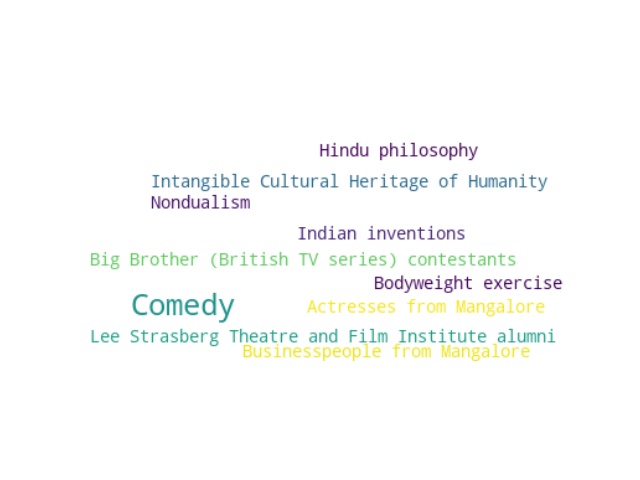 Hindu philosophy
Intangible Cultural Heritage of Humanity
Nondualism
Indian inventions
Big Brother (British TV series) contestants
Bodyweight exercise
Comedy
Actresses from Mangalore
Lee Strasberg Theatre and Film Institute alumni
Businesspeople from Mangalore